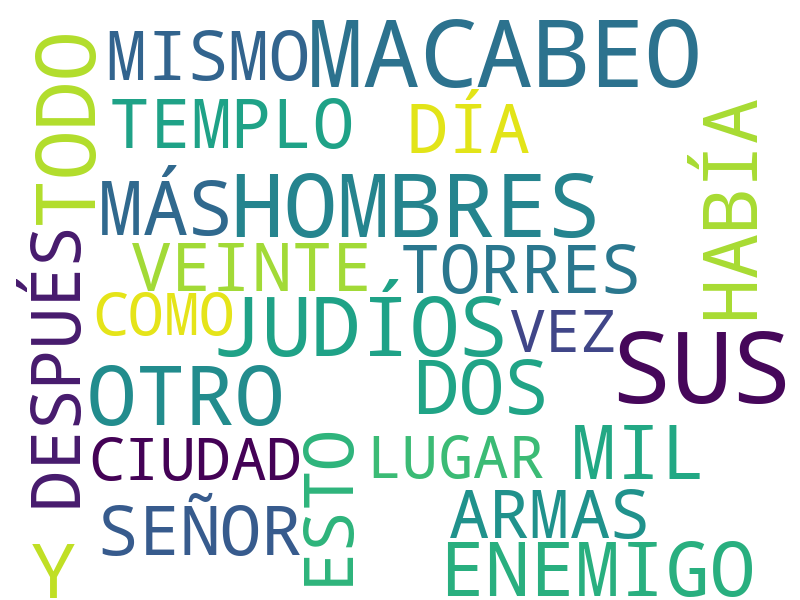 TODO
MISMO
MACABEO
TEMPLO
DÍA
HABÍA
MÁS
HOMBRES
DESPUÉS
VEINTE
TORRES
COMO
JUDÍOS
VEZ
SUS
OTRO
DOS
CIUDAD
ESTO
LUGAR
MIL
SEÑOR
ARMAS
Y
ENEMIGO